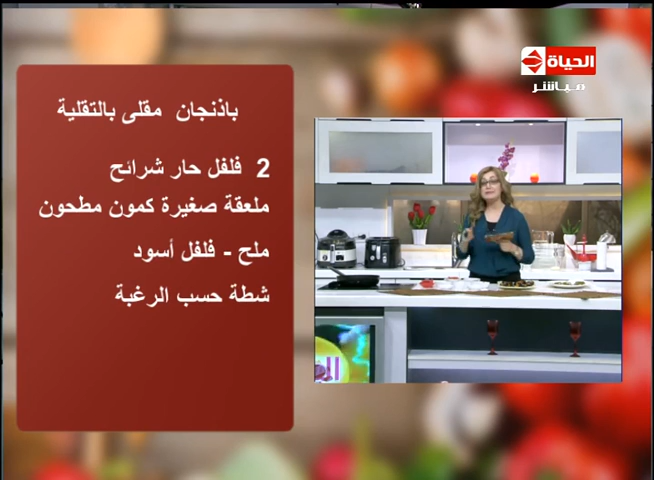 الحياة
مباشر
باذنجان مقلى بالتقلية
2 فلفل حار شرائح
ملعقة صغيرة كمون مطحون
ملح - فلفل أسود
شطة حسب الرغبة